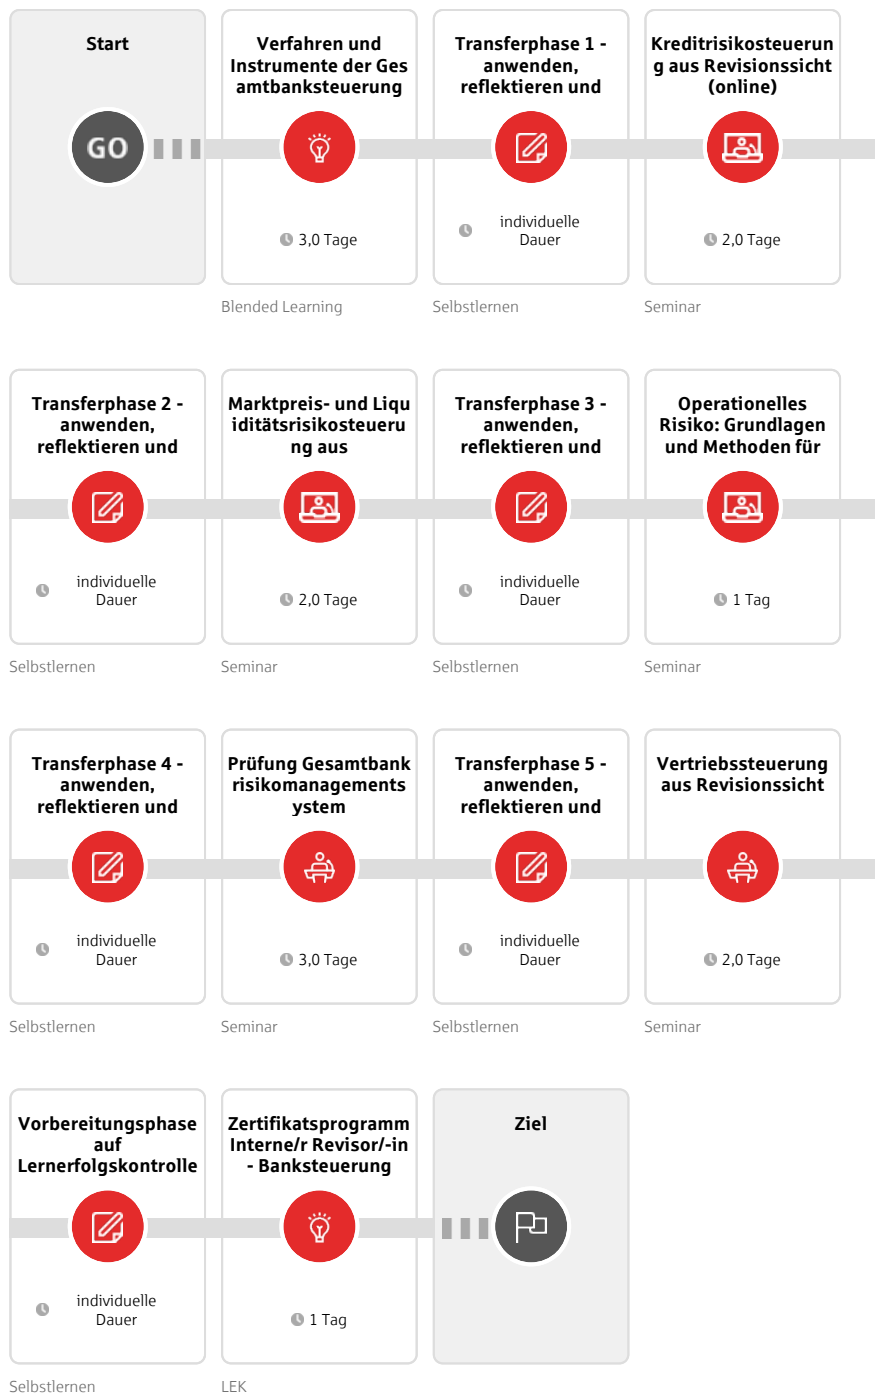 Start
GO
Verfahren und
Instrumente der Ges
amtbanksteuerung
3,0 Tage
Blended Learning
Transferphase 1 -
anwenden,
reflektieren und
individuelle
Dauer
Selbstlernen
Kreditrisikosteuerun
g aus Revisionssicht
(online)
2,0 Tage
Seminar
Transferphase 2 -
anwenden,
reflektieren und
individuelle
Dauer
Selbstlernen
Marktpreis- und Liqu
iditätsrisikosteueru
ng aus
2,0 Tage
Seminar
Transferphase 3 -
anwenden,
reflektieren und
individuelle
Dauer
Selbstlernen
Operationelles
Risiko: Grundlagen
und Methoden für
1 Tag
Seminar
Transferphase 4 -
anwenden,
reflektieren und
individuelle
Dauer
Selbstlernen
Prüfung Gesamtbank
risikomanagements
ystem
3,0 Tage
Seminar
Transferphase 5 -
anwenden,
reflektieren und
individuelle
Dauer
Selbstlernen
Vertriebssteuerung
aus Revisionssicht
2,0 Tage
Seminar
Vorbereitungsphase
auf
Lernerfolgskontrolle
individuelle
Dauer
Selbstlernen
Zertifikatsprogramm
Interne/r Revisor/-in
- Banksteuerung
1 Tag
LEK
Ziel